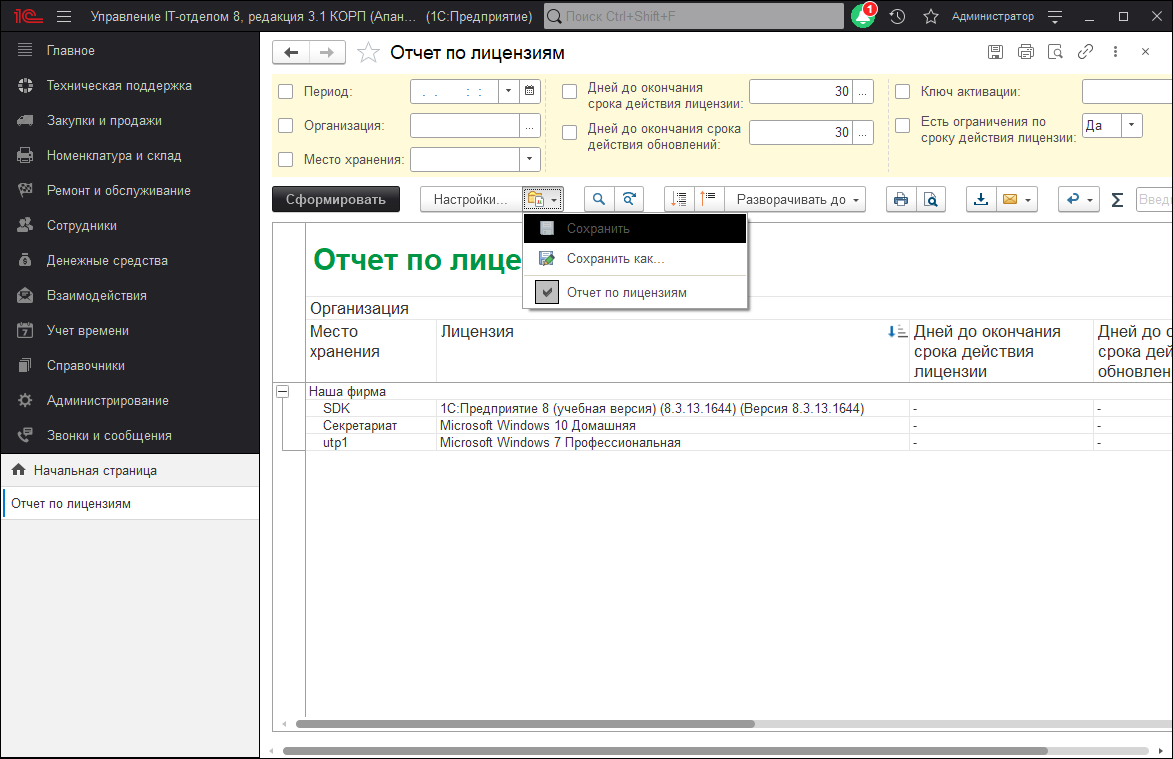 1С Управление IT-отделом 8, редакция 3.1 КОРП (Апан... (1С:Предприятие) Поиск Ctrl+Shift+F 1 Администратор
Главное
Техническая поддержка
Закупки и продажи
Номенклатура и склад
Ремонт и обслуживание
Сотрудники
Денежные средства
Взаимодействия
7 Учет времени
Справочники
Администрирование
Звонки и сообщения
Начальная страница
Отчет по лицензиям
Отчет по лицензиям
Период: . . : :
Организация: ...
Место хранения:
Дней до окончания
срока действия лицензии: 30 ...
Дней до окончания срока
действия обновлений: 30 ...
Ключ активации:
Есть ограничения по
сроку действия лицензии: Да
Сформировать Настройки... Разворачивать до Σ Введ
Сохранить
Сохранить как...
Отчет по лицензиям
Отчет по лице
Организация
Место
хранения
Лицензия
Дней до окончания
срока действия
лицензии
Дней до о
срока дей
обновлен
Наша фирма
SDK 1С:Предприятие 8 (учебная версия) (8.3.13.1644) (Версия 8.3.13.1644) - -
Секретариат Microsoft Windows 10 Домашняя - -
utp1 Microsoft Windows 7 Профессиональная - -